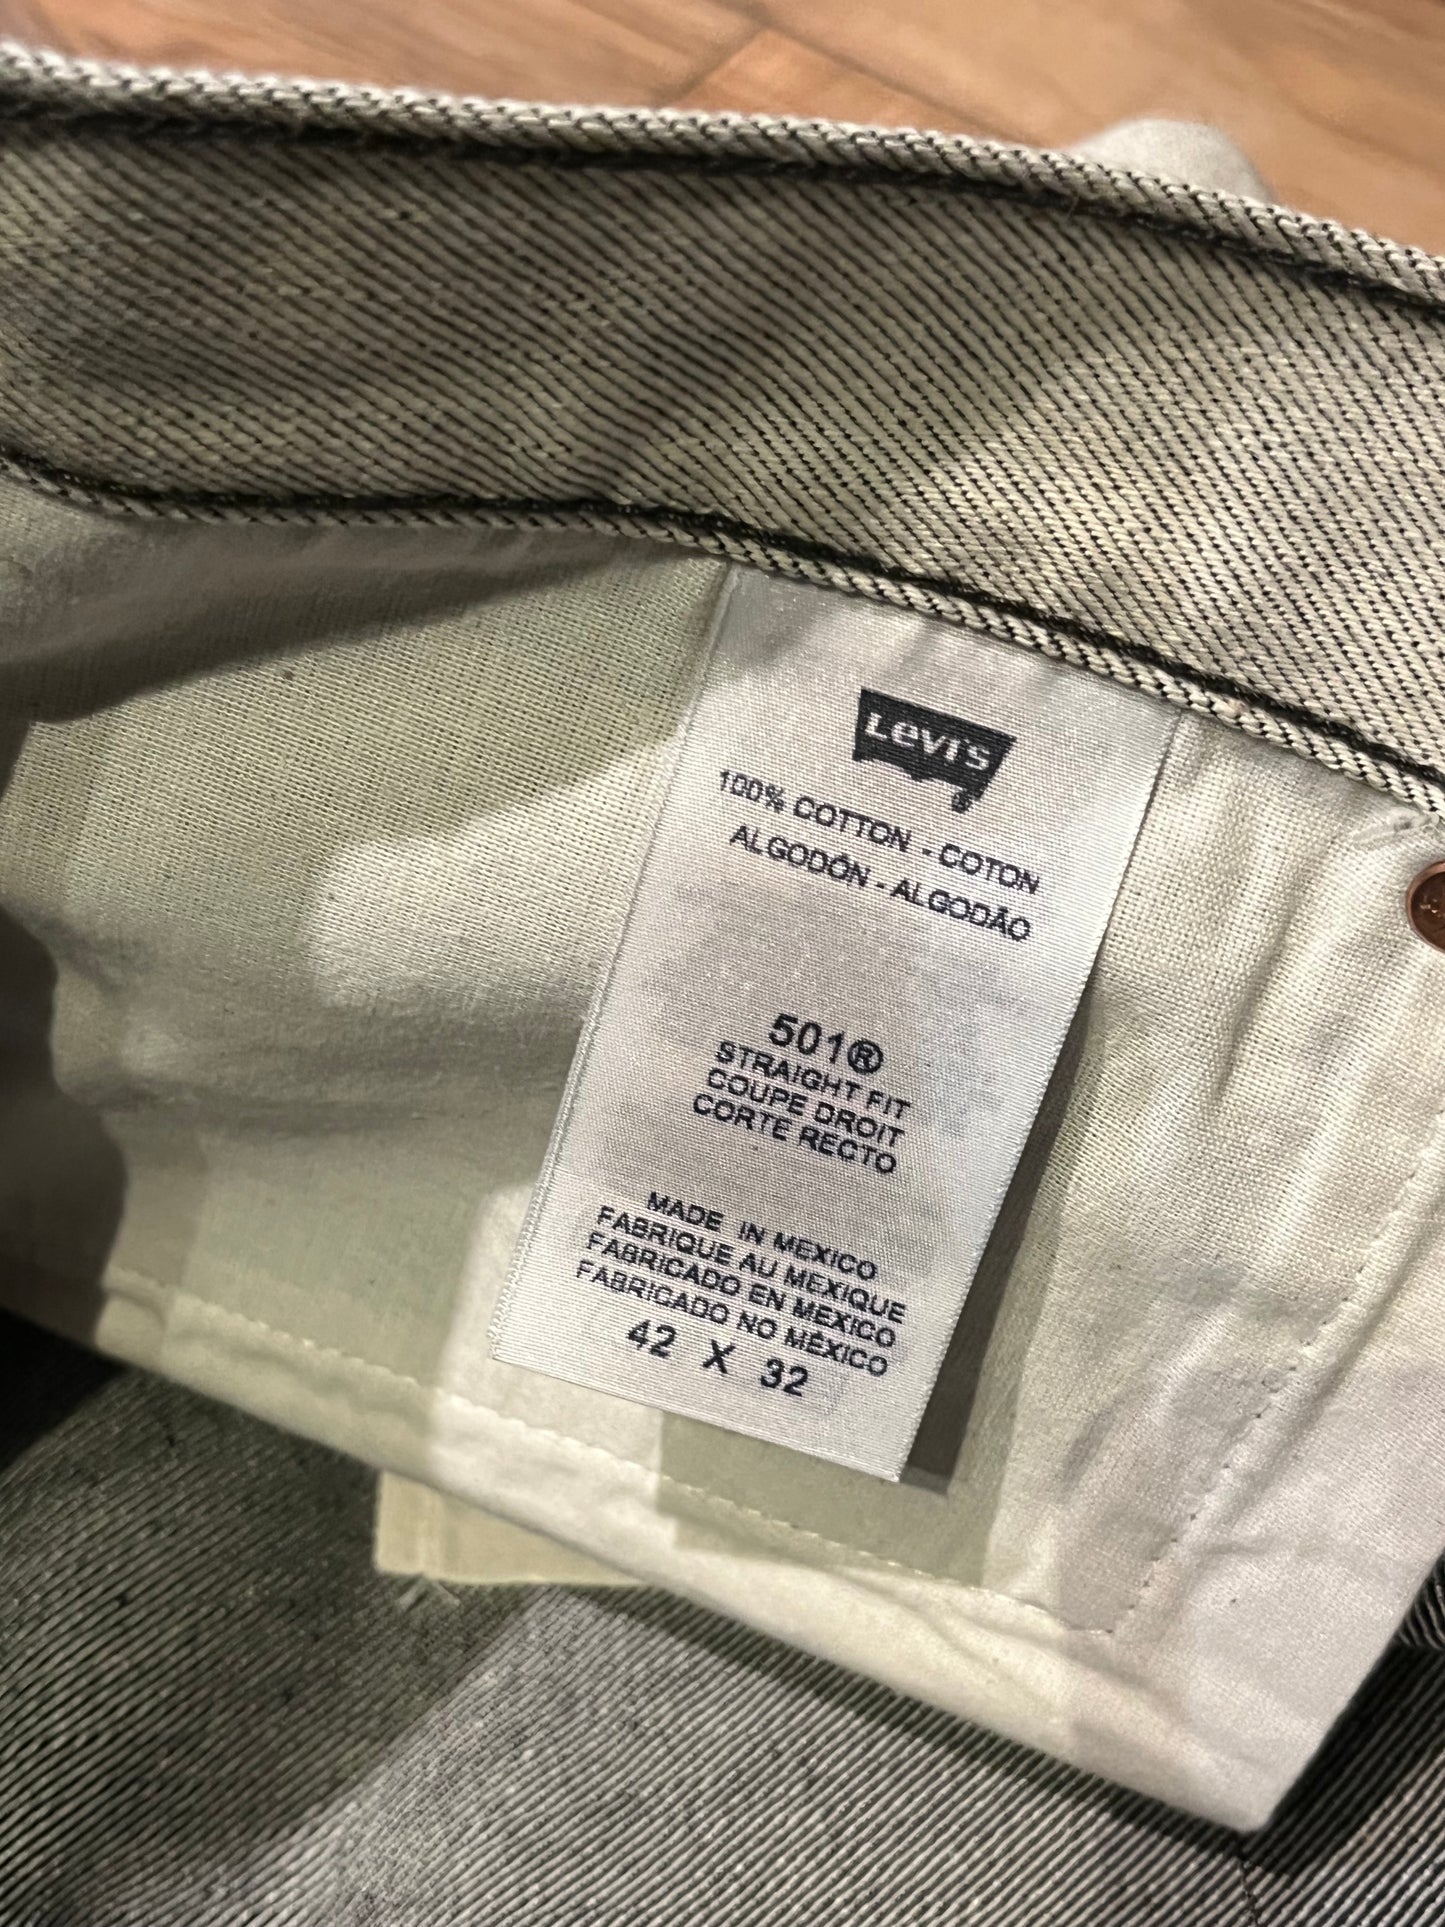 Levi's
100% COTTON - COTON
ALGODÓN - ALGODÃO
501®
STRAIGHT FIT
COUPE DROIT
CORTE RECTO
MADE IN MEXICO
FABRIQUE AU MEXIQUE
FABRICADO EN MEXICO
FABRICADO NO MÉXICO
42 X 32